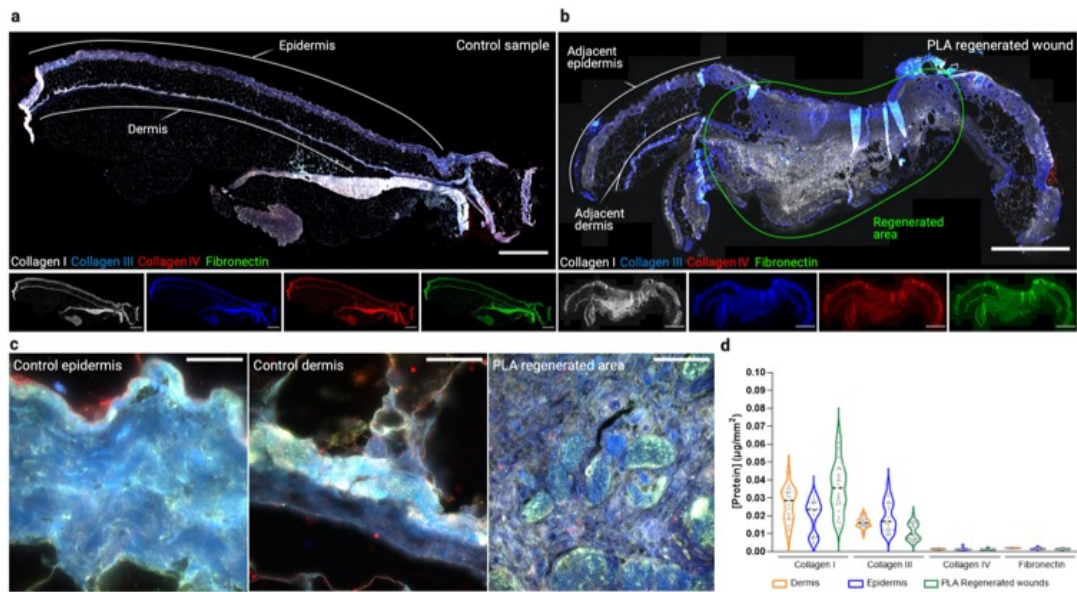 a
Epidermis
Control sample
Dermis
Collagen I Collagen III Collagen IV Fibronectin
b
Adjacent
epidermis
PLA regenerated wound
Adjacent
dermis
Regenerated
area
Collagen I Collagen III Collagen IV Fibronectin
c
Control epidermis
Control dermis
PLA regenerated area
d
[Protein] (µg/mm²)
0.10
0.09
0.08
0.07
0.06
0.05
0.04
0.03
0.02
0.01
0.00
Collagen I Collagen III Collagen IV Fibronectin
Dermis Epidermis PLA Regenerated wounds